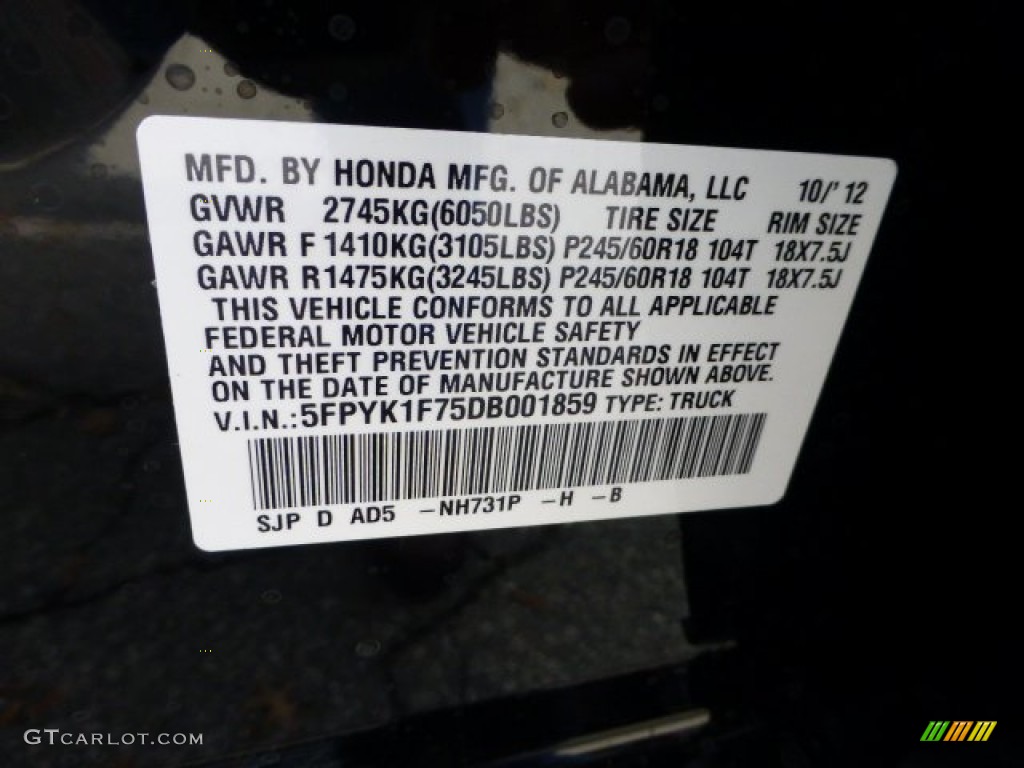 MFD. BY HONDA MFG. OF ALABAMA, LLC 10/' 12
GVWR 2745KG(6050LBS) TIRE SIZE RIM SIZE
GAWR F 1410KG(3105LBS) P245/60R18 104T 18X7.5J
GAWR R 1475KG(3245LBS) P245/60R18 104T 18X7.5J
THIS VEHICLE CONFORMS TO ALL APPLICABLE
FEDERAL MOTOR VEHICLE SAFETY
AND THEFT PREVENTION STANDARDS IN EFFECT
ON THE DATE OF MANUFACTURE SHOWN ABOVE.
V.I.N.: 5FPYK1F75DB001859 TYPE: TRUCK
SJP D AD5 -NH731P -H -B
GTCARLOT.COM